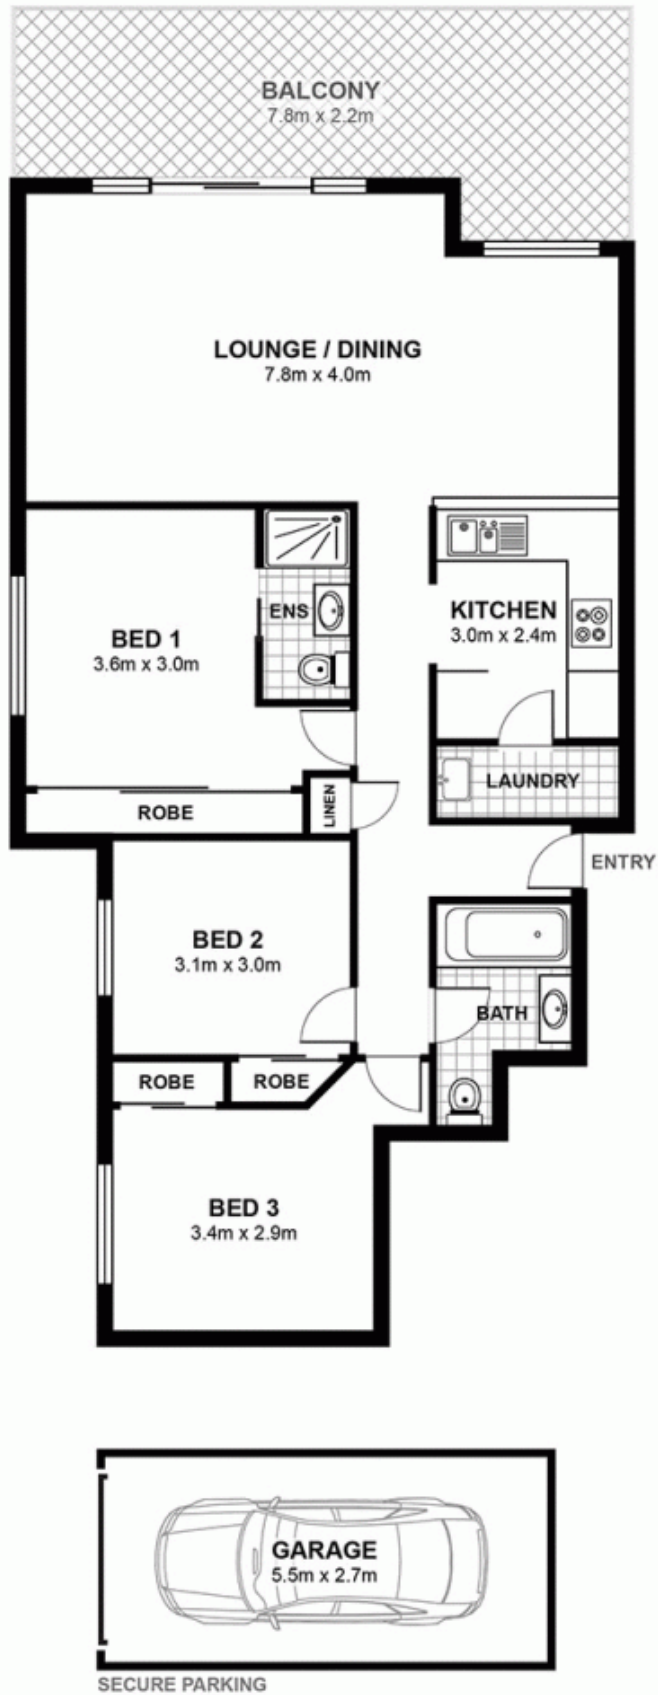 BALCONY
7.8m x 2.2m
LOUNGE / DINING
7.8m x 4.0m
ENS
KITCHEN
3.0m x 2.4m
BED 1
3.6m x 3.0m
LAUNDRY
ROBE
LINEN
ENTRY
BED 2
3.1m x 3.0m
BATH
ROBE
ROBE
BED 3
3.4m x 2.9m
GARAGE
5.5m x 2.7m
SECURE PARKING